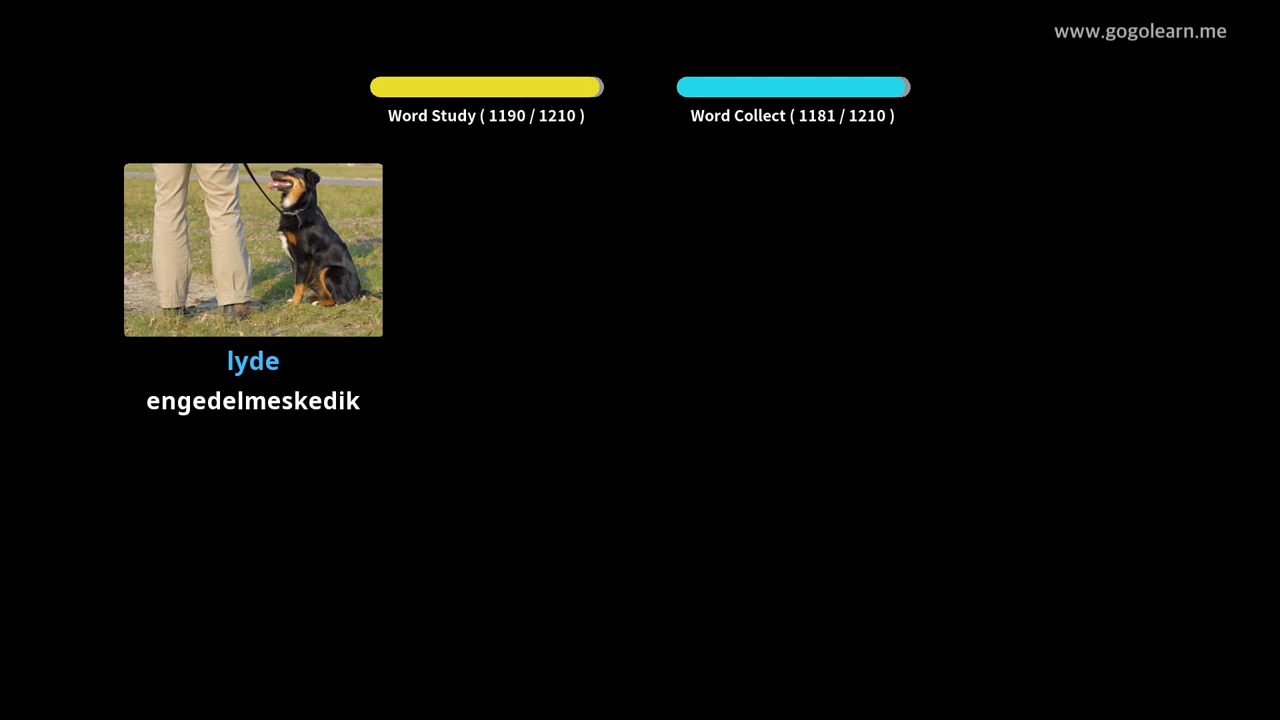 www.gogolearn.me
Word Study ( 1190 / 1210 )
Word Collect ( 1181 / 1210 )
lyde
engedelmeskedik